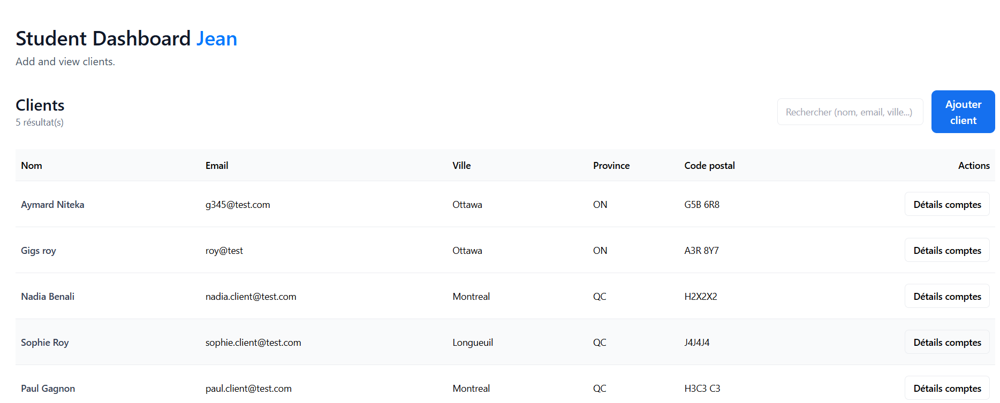 Student Dashboard Jean
Add and view clients.
Clients
5 résultat(s)
Rechercher (nom, email, ville...)
Ajouter
client
Nom Email Ville Province Code postal Actions
Aymard Niteka g345@test.com Ottawa ON G5B 6R8 Détails comptes
Gigs roy roy@test Ottawa ON A3R 8Y7 Détails comptes
Nadia Benali nadia.client@test.com Montreal QC H2X2X2 Détails comptes
Sophie Roy sophie.client@test.com Longueuil QC J4J4J4 Détails comptes
Paul Gagnon paul.client@test.com Montreal QC H3C3 C3 Détails comptes